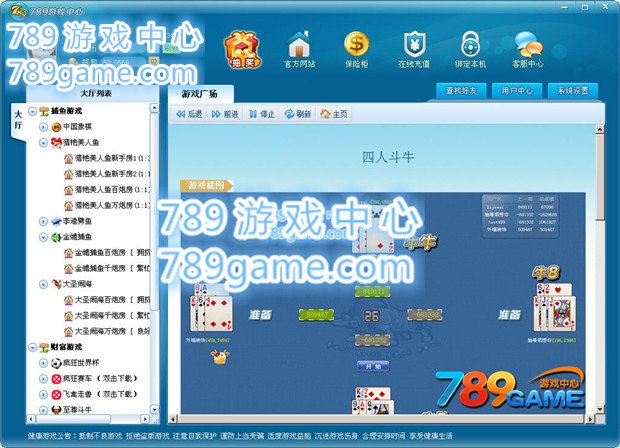 789游戏中心
789 游戏中心
789game.com
抽奖
官方网站
保险柜
在线充值
绑定本机
客服中心
大厅列表
游戏广场
查找好友
用户中心
系统设置
大厅
后退
前进
停止
刷新
主页
捕鱼游戏
中国象棋
猎艳美人鱼
猎艳美人鱼新手房1(1:
猎艳美人鱼新手房2(1:
猎艳美人鱼百炮房(1:1)
猎艳美人鱼万炮房(1:1)
李逵劈鱼
金蟾捕鱼
金蟾捕鱼百炮房 [ 拥挤
金蟾捕鱼千炮房 [ 繁忙
大圣闹海
大圣闹海百炮房 [ 拥挤
大圣闹海千炮房 [ 繁忙
大圣闹海万炮房 [ 良好
财富游戏
疯狂世界杯
疯狂赛车 ( 双击下载 )
飞禽走兽 ( 双击下载 )
至尊斗牛
四人斗牛
游戏截图
789 游戏中心
789game.com
牛牛
牛8
准备
准备
849111
509467
26
-681332
-681332
开始
789GAME
游戏中心
健康游戏公告：抵制不良游戏 拒绝盗版游戏 注意自我保护 谨防上当受骗 适度游戏益脑 沉迷游戏伤身 合理安排时间 享受健康生活